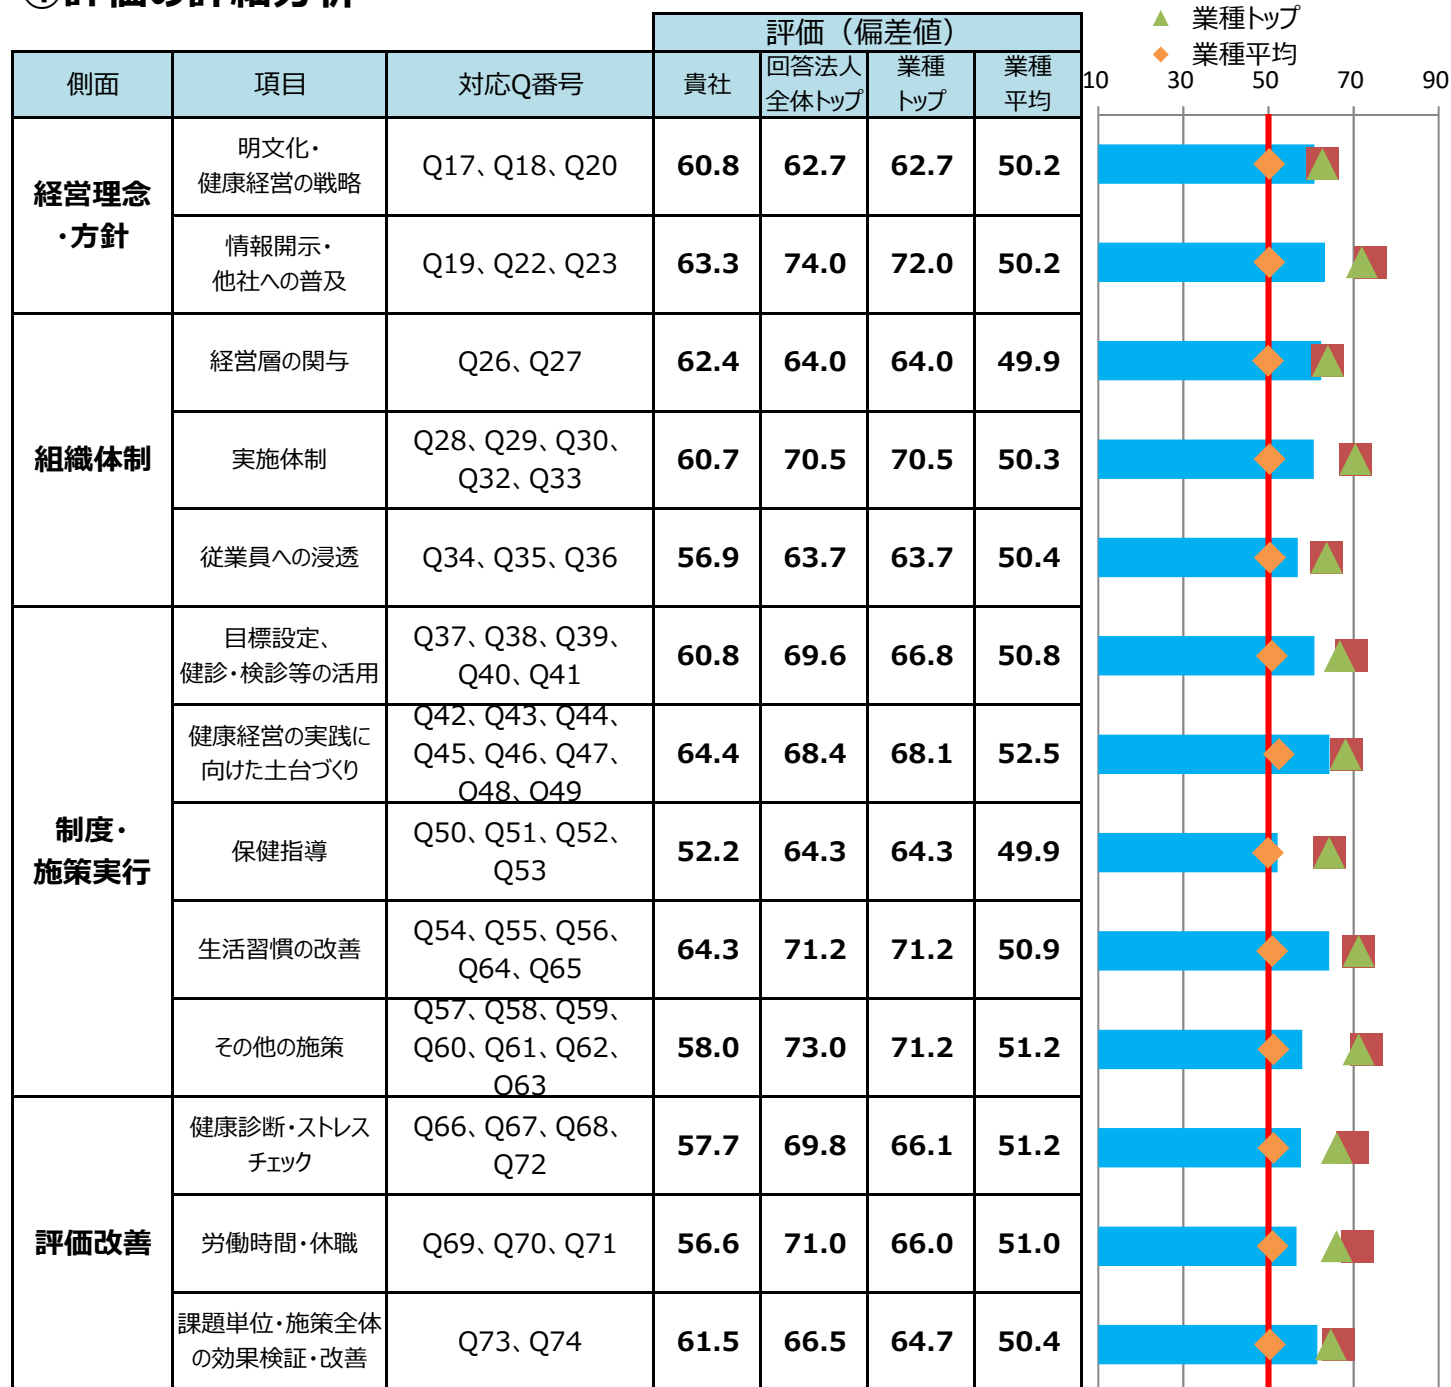 ①評価の詳細分析
▲ 業種トップ
◆ 業種平均
評価（偏差値）
側面 項目 対応Q番号 貴社 回答法人 業種 業種
全体トップ トップ 平均
10 30 50 70 90
経営理念
・方針
明文化・
健康経営の戦略
Q17、Q18、Q20 60.8 62.7 62.7 50.2
情報開示・
他社への普及
Q19、Q22、Q23 63.3 74.0 72.0 50.2
組織体制
経営層の関与 Q26、Q27 62.4 64.0 64.0 49.9
実施体制
Q28、Q29、Q30、
Q32、Q33
60.7 70.5 70.5 50.3
従業員への浸透 Q34、Q35、Q36 56.9 63.7 63.7 50.4
制度・
施策実行
目標設定、
健診・検診等の活用
Q37、Q38、Q39、
Q40、Q41
60.8 69.6 66.8 50.8
健康経営の実践に
向けた土台づくり
Q42、Q43、Q44、
Q45、Q46、Q47、
Q48、Q49
64.4 68.4 68.1 52.5
保健指導
Q50、Q51、Q52、
Q53
52.2 64.3 64.3 49.9
生活習慣の改善
Q54、Q55、Q56、
Q64、Q65
64.3 71.2 71.2 50.9
その他の施策
Q57、Q58、Q59、
Q60、Q61、Q62、
Q63
58.0 73.0 71.2 51.2
評価改善
健康診断・ストレス
チェック
Q66、Q67、Q68、
Q72
57.7 69.8 66.1 51.2
労働時間・休職 Q69、Q70、Q71 56.6 71.0 66.0 51.0
課題単位・施策全体
の効果検証・改善
Q73、Q74 61.5 66.5 64.7 50.4